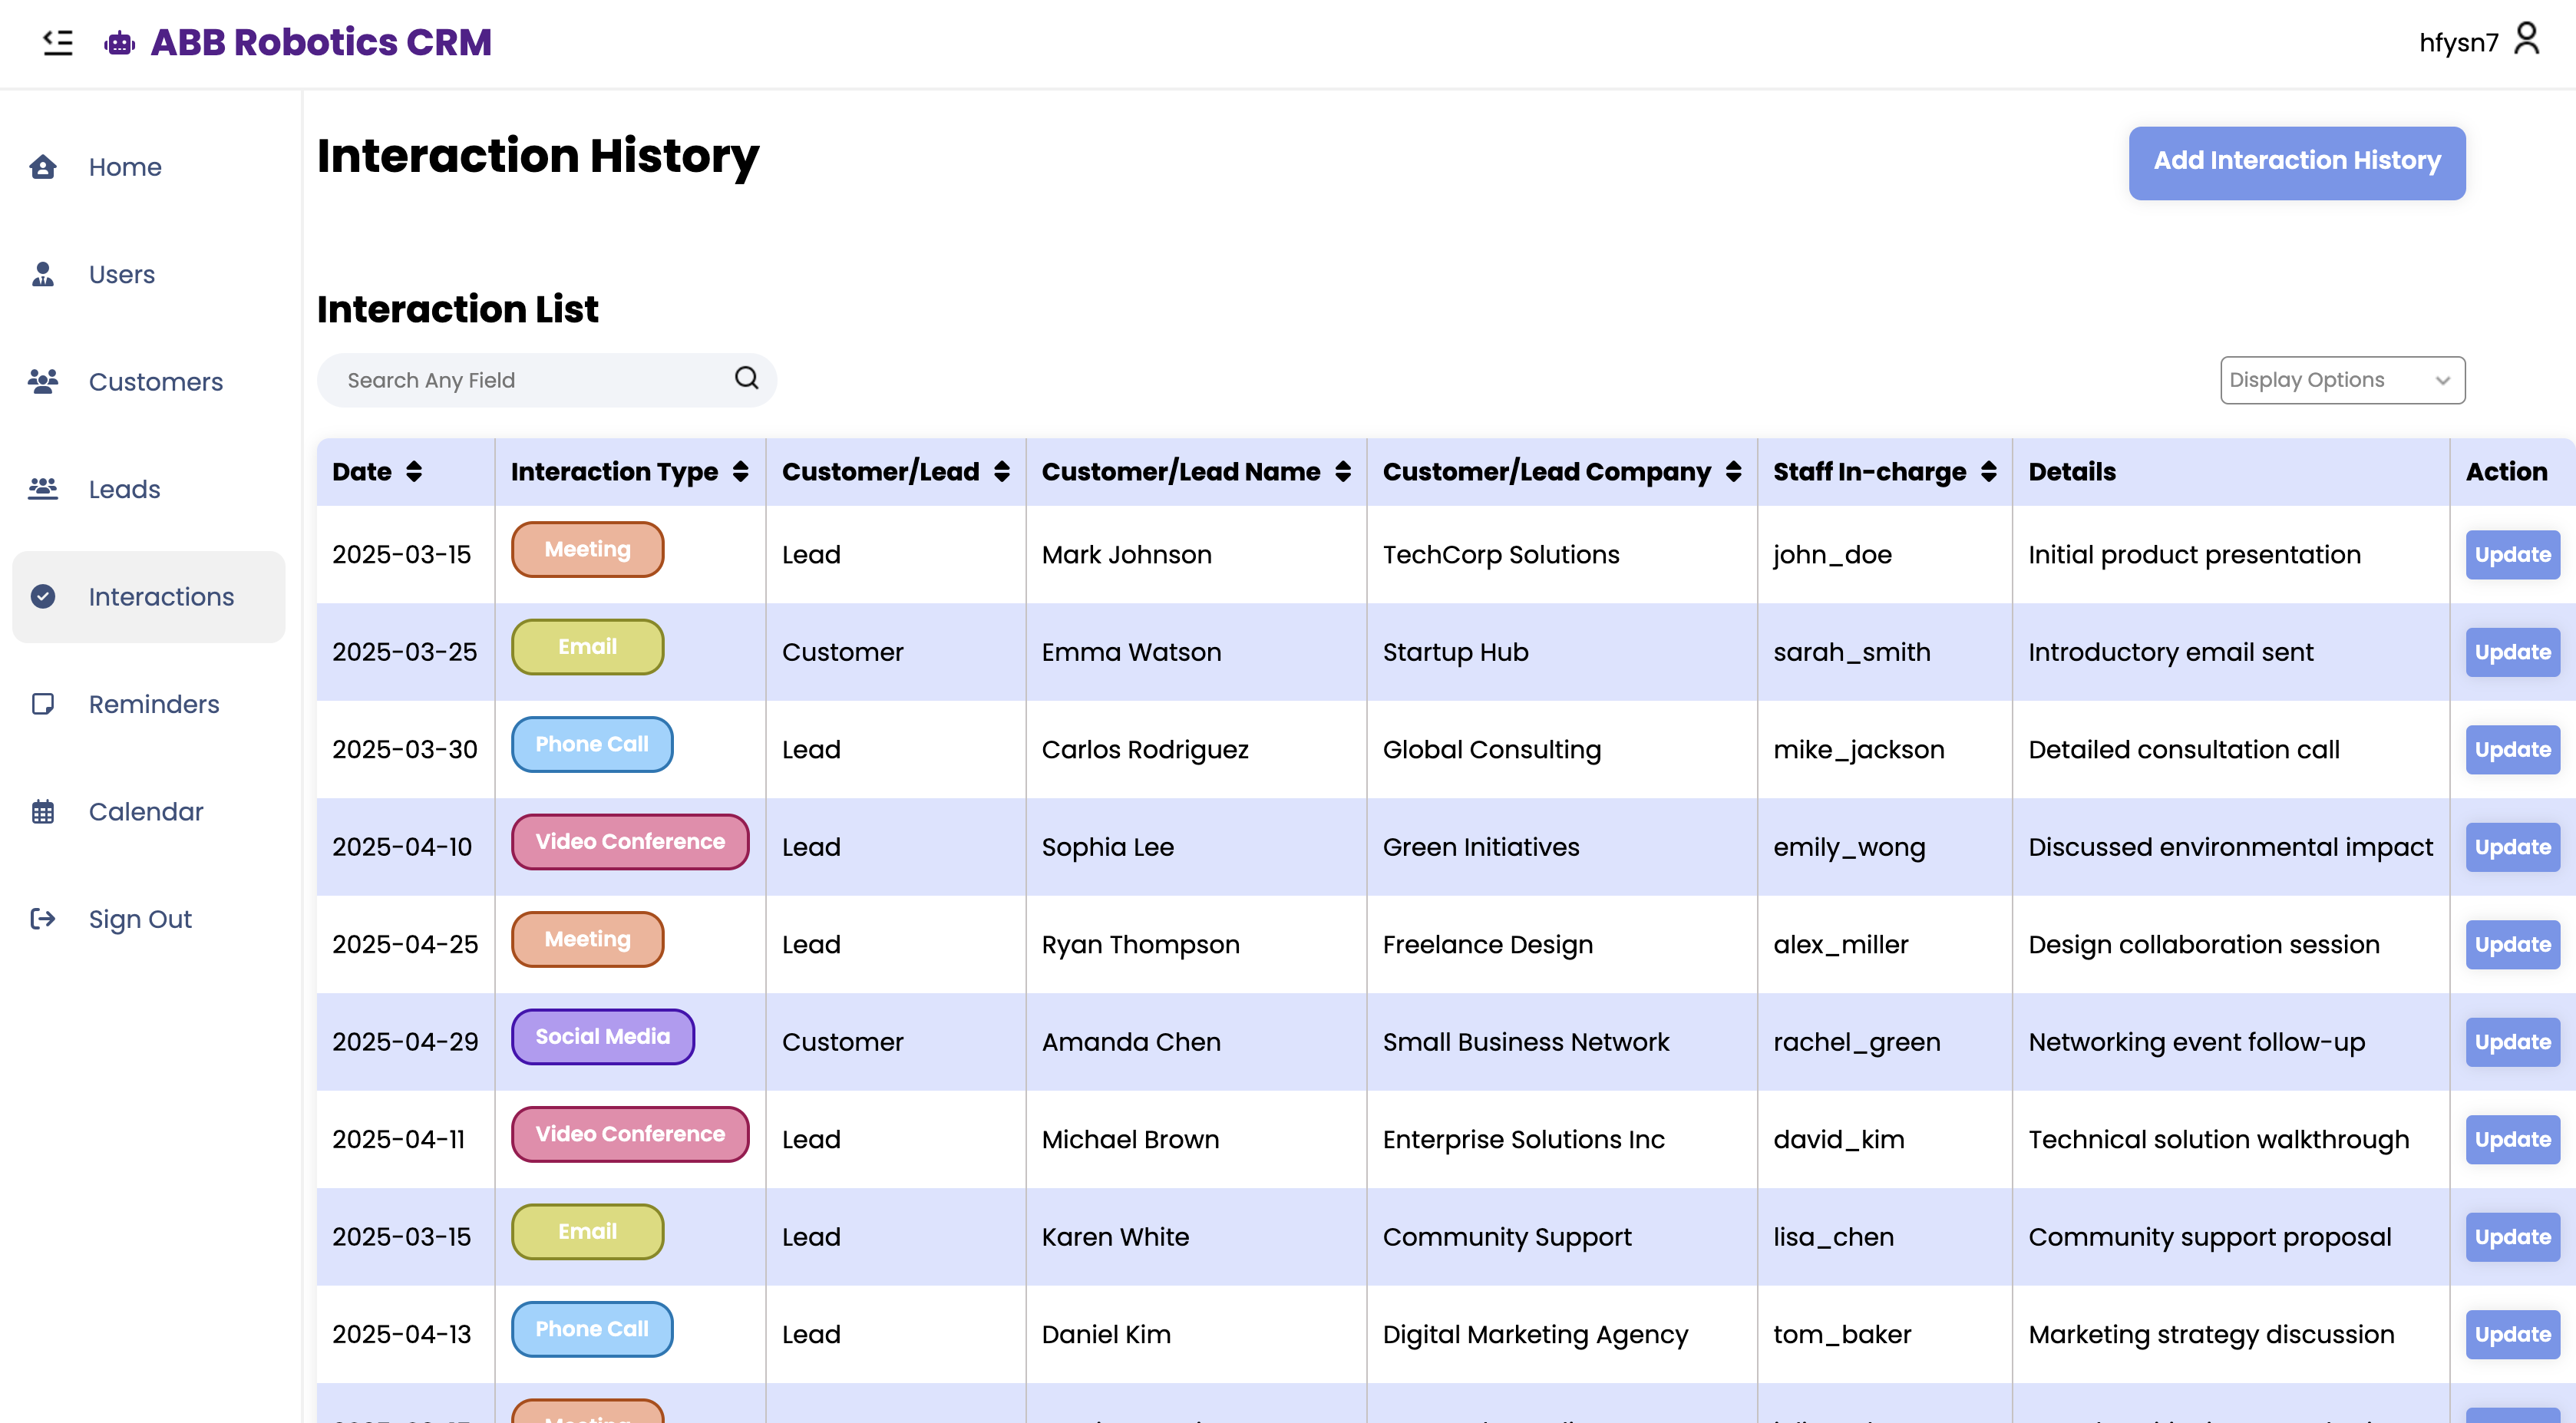 ABB Robotics CRM
hfysn7
Home
Users
Customers
Leads
Interactions
Reminders
Calendar
Sign Out
Interaction History
Add Interaction History
Interaction List
Search Any Field
Display Options
Date Interaction Type Customer/Lead Customer/Lead Name Customer/Lead Company Staff In-charge Details Action
2025-03-15 Meeting Lead Mark Johnson TechCorp Solutions john_doe Initial product presentation Update
2025-03-25 Email Customer Emma Watson Startup Hub sarah_smith Introductory email sent Update
2025-03-30 Phone Call Lead Carlos Rodriguez Global Consulting mike_jackson Detailed consultation call Update
2025-04-10 Video Conference Lead Sophia Lee Green Initiatives emily_wong Discussed environmental impact Update
2025-04-25 Meeting Lead Ryan Thompson Freelance Design alex_miller Design collaboration session Update
2025-04-29 Social Media Customer Amanda Chen Small Business Network rachel_green Networking event follow-up Update
2025-04-11 Video Conference Lead Michael Brown Enterprise Solutions Inc david_kim Technical solution walkthrough Update
2025-03-15 Email Lead Karen White Community Support lisa_chen Community support proposal Update
2025-04-13 Phone Call Lead Daniel Kim Digital Marketing Agency tom_baker Marketing strategy discussion Update
Meeting